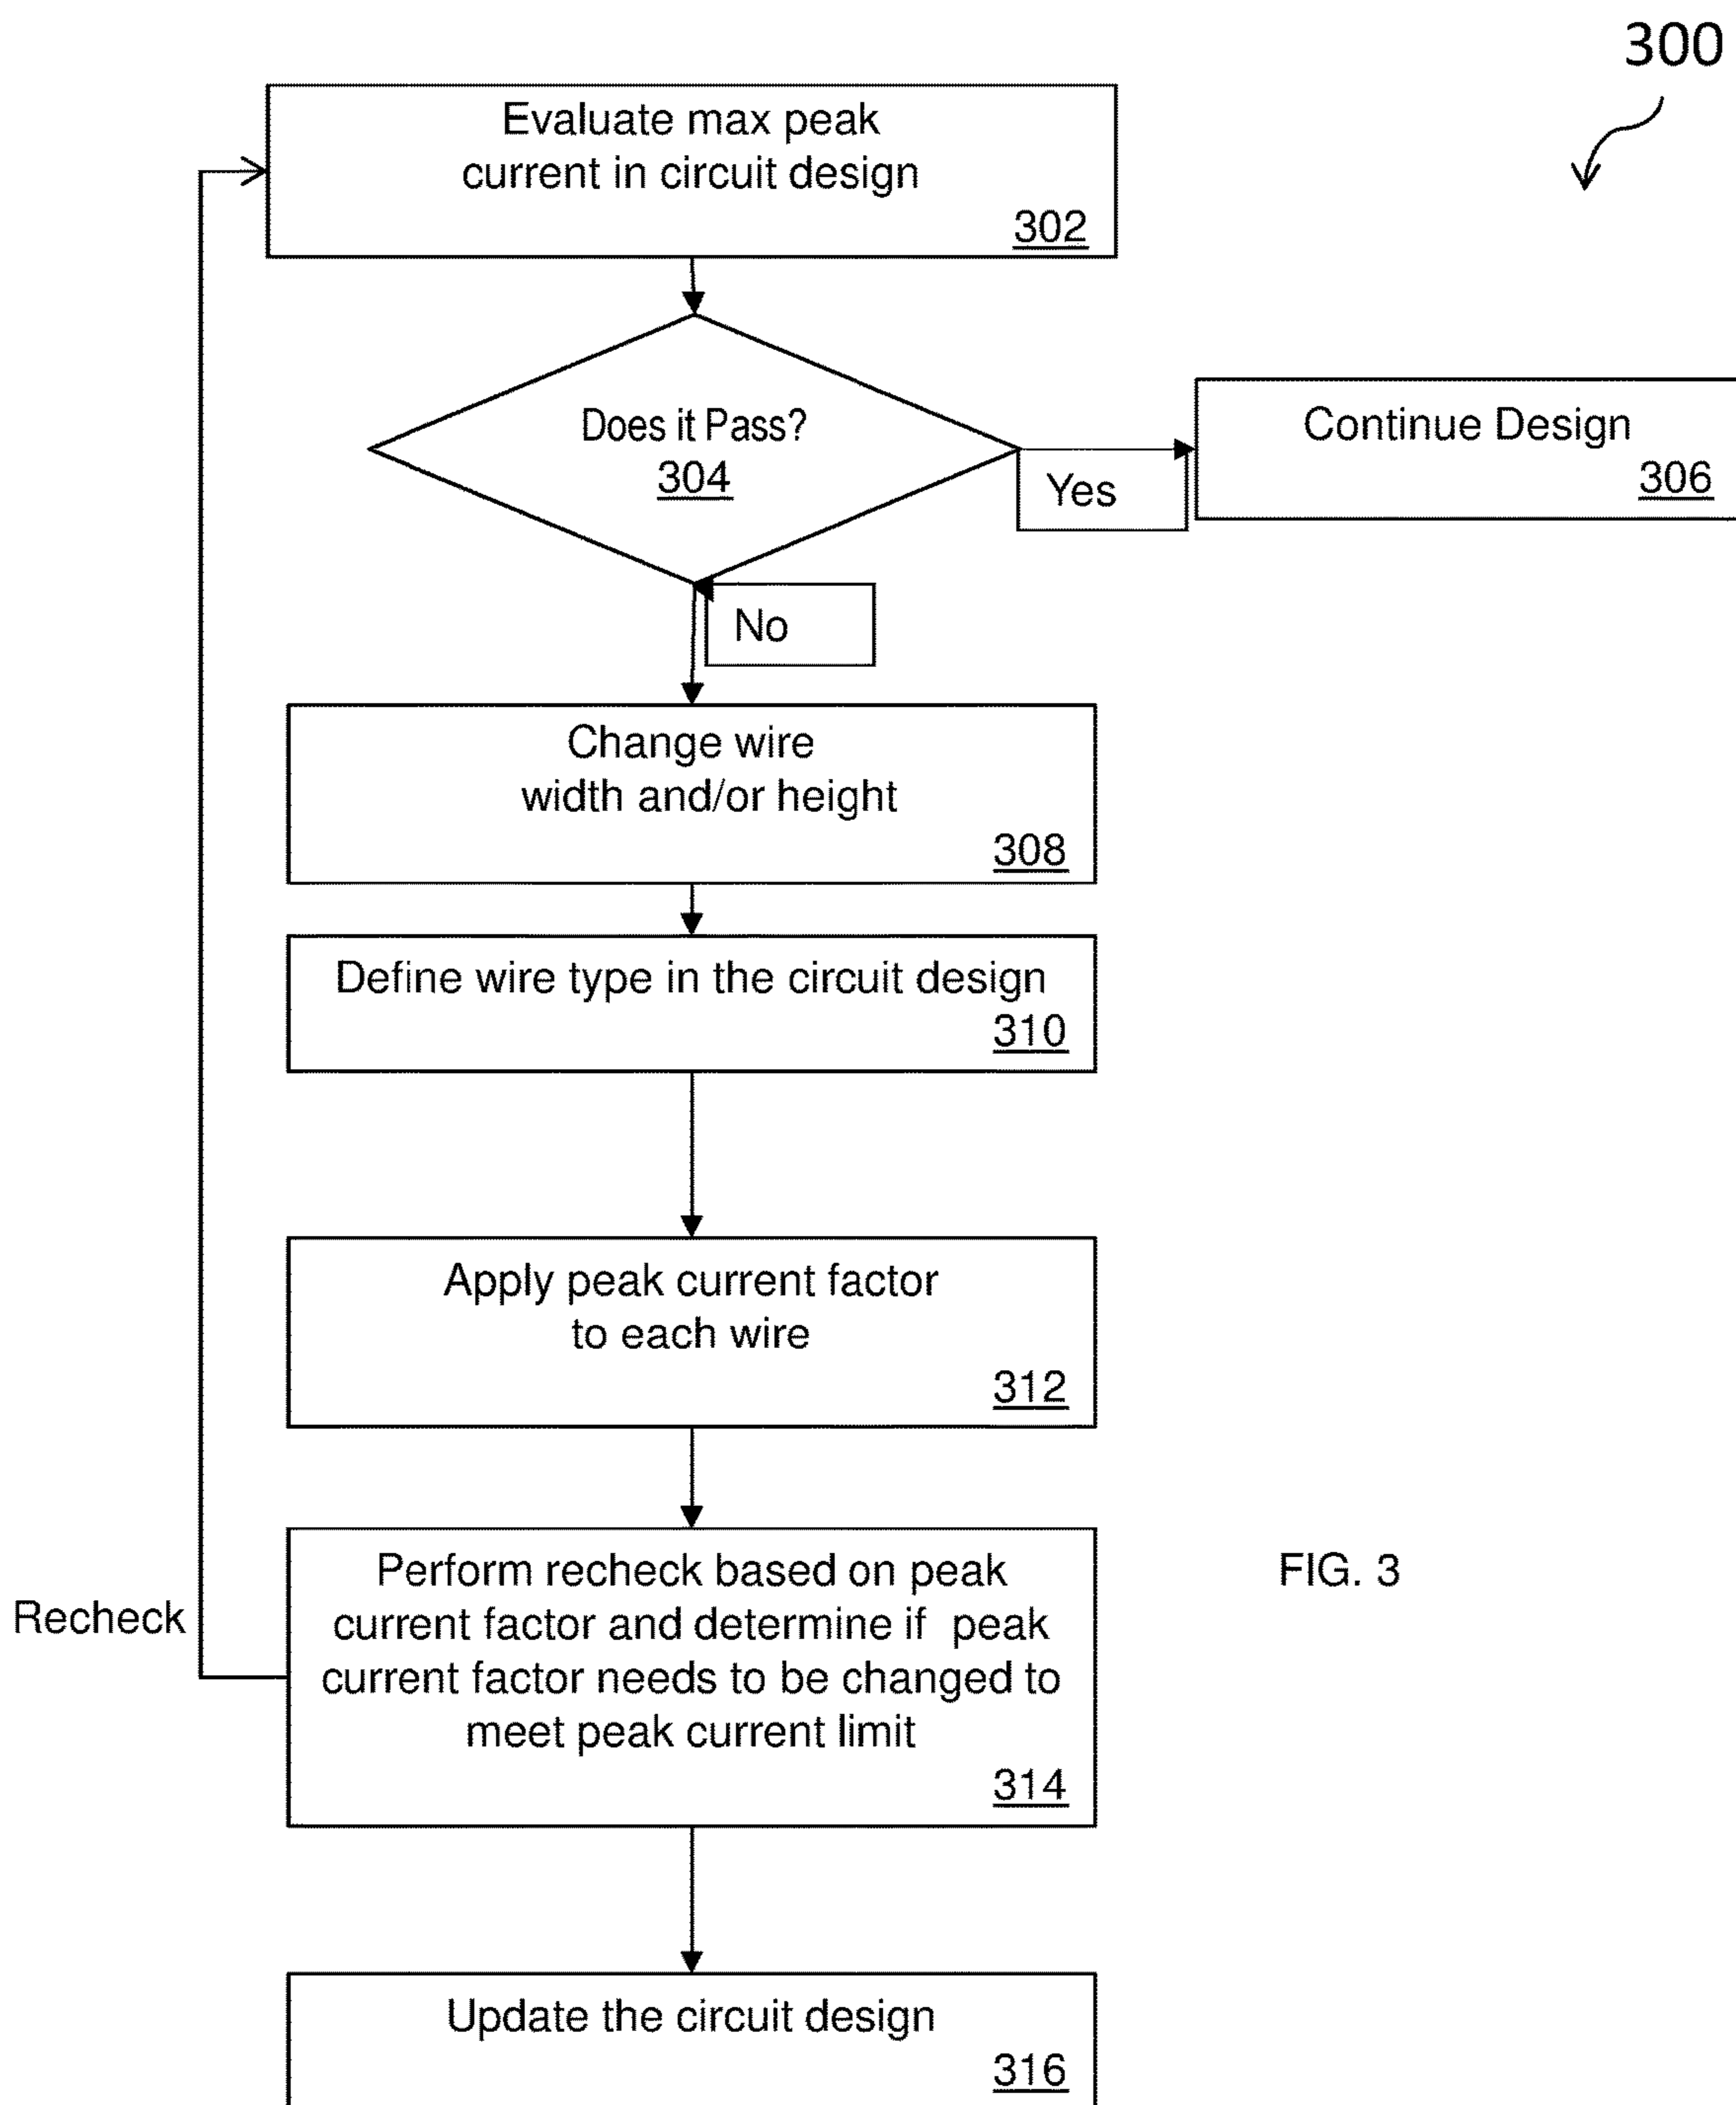 300
Evaluate max peak
current in circuit design
302
Does it Pass?
304
Yes
Continue Design
306
No
Change wire
width and/or height
308
Define wire type in the circuit design
310
Apply peak current factor
to each wire
312
Perform recheck based on peak
current factor and determine if peak
current factor needs to be changed to
meet peak current limit
314
Recheck
FIG. 3
Update the circuit design
316